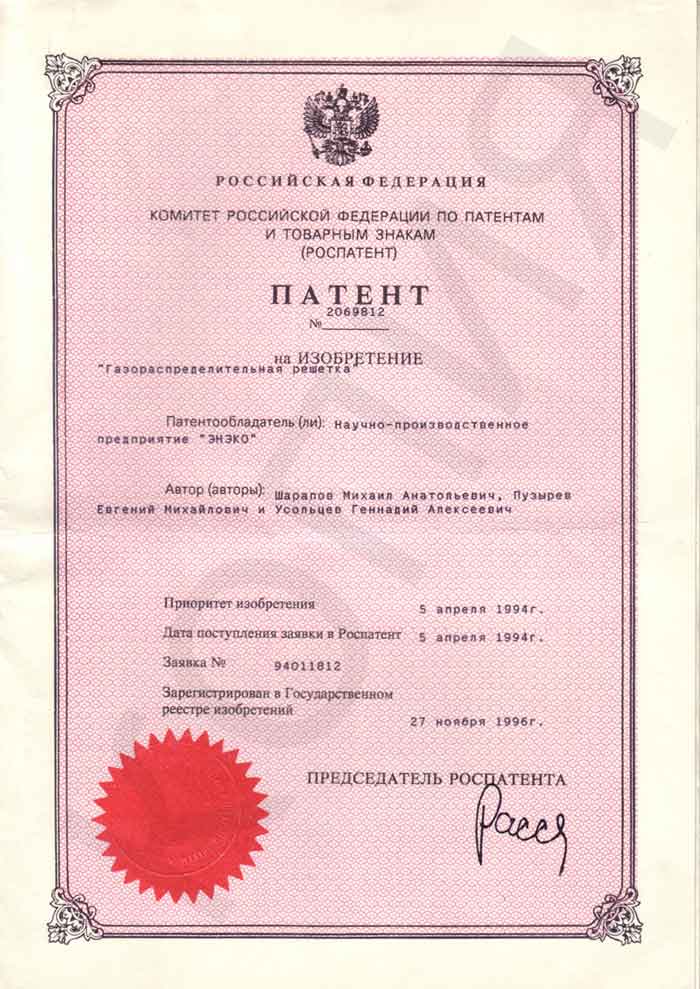 РОССИЙСКАЯ ФЕДЕРАЦИЯ
КОМИТЕТ РОССИЙСКОЙ ФЕДЕРАЦИИ ПО ПАТЕНТАМ
И ТОВАРНЫМ ЗНАКАМ
(РОСПАТЕНТ)
ПАТЕНТ
№ 2069812
на ИЗОБРЕТЕНИЕ
"Газораспределительная решетка"
Патентообладатель (ли): Научно-производственное
предприятие "ЭНЭКО"
Автор (авторы): Шарапов Михаил Анатольевич, Пузырев
Евгений Михайлович и Усольцев Геннадий Алексеевич
Приоритет изобретения 5 апреля 1994г.
Дата поступления заявки в Роспатент 5 апреля 1994г.
Заявка № 94011812
Зарегистрирован в Государственном
реестре изобретений
27 ноября 1996г.
ПРЕДСЕДАТЕЛЬ РОСПАТЕНТА